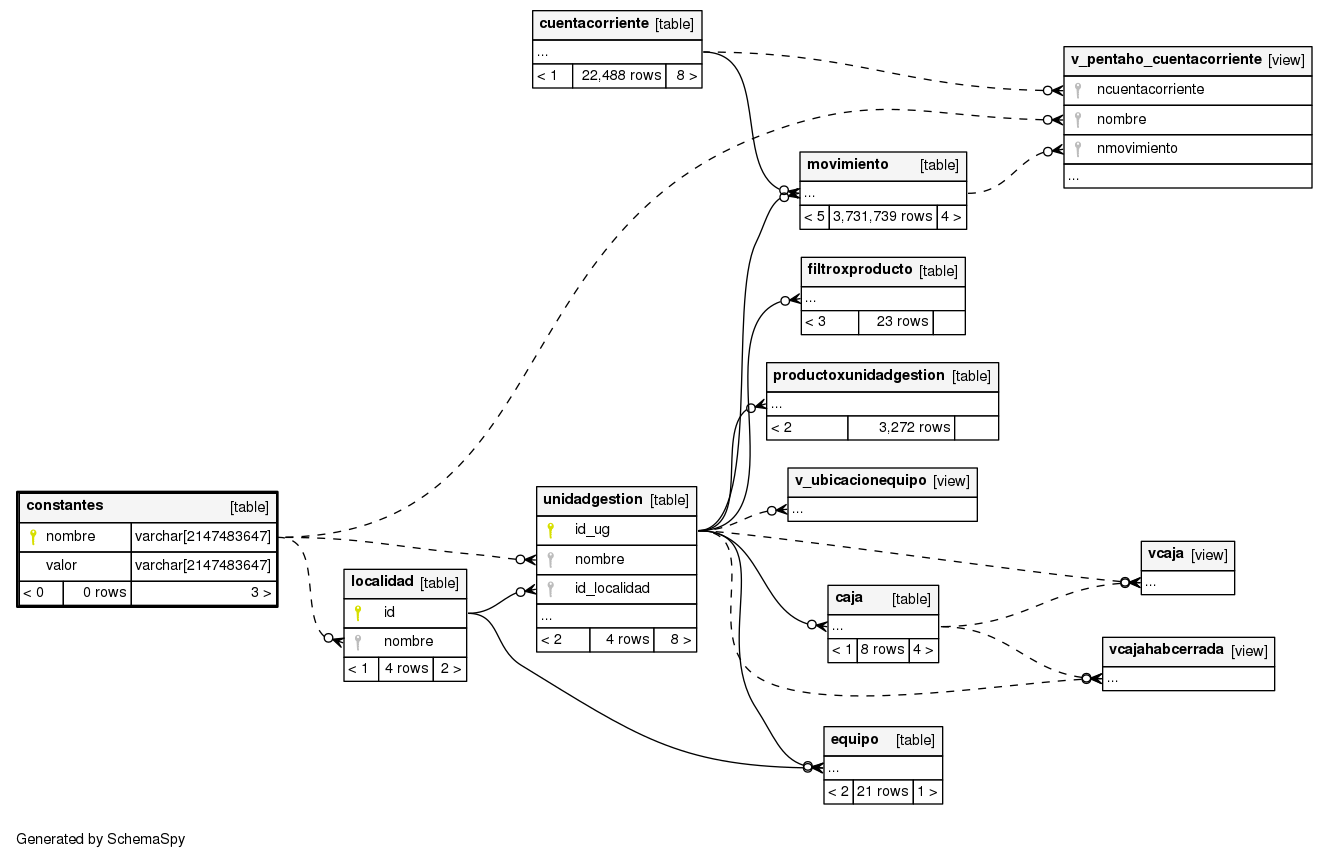 cuentacorriente [table]
...
< 1 22,488 rows 8 >
v_pentaho_cuentacorriente [view]
ncuentacorriente
nombre
nmovimiento
...
movimiento [table]
...
< 5 3,731,739 rows 4 >
filtroxproducto [table]
...
< 3 23 rows
productoxunidadgestion [table]
...
< 2 3,272 rows
v_ubicacionequipo [view]
...
constantes [table]
nombre varchar[2147483647]
valor varchar[2147483647]
< 0 0 rows 3 >
localidad [table]
id
nombre
< 1 4 rows 2 >
unidadgestion [table]
id_ug
nombre
id_localidad
...
< 2 4 rows 8 >
vcaja [view]
...
caja [table]
...
< 1 8 rows 4 >
vcajahabcerrada [view]
...
equipo [table]
...
< 2 21 rows 1 >
Generated by SchemaSpy